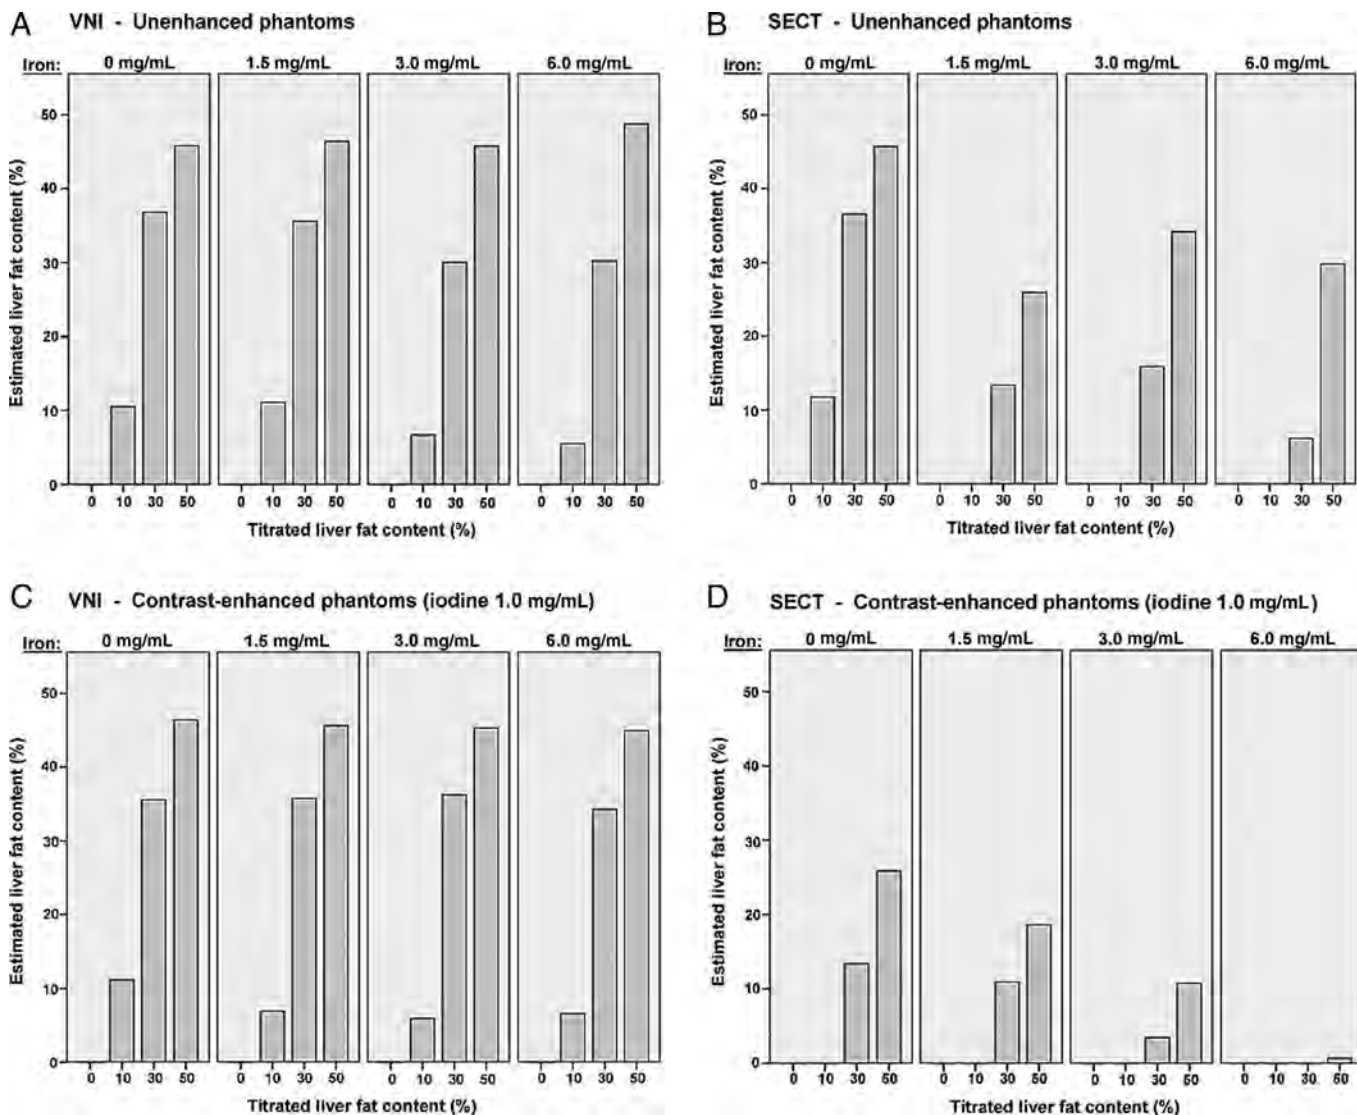 A VNI - Unenhanced phantoms
Iron: 0 mg/mL 1.5 mg/mL 3.0 mg/mL 6.0 mg/mL
Estimated liver fat content (%)
50
40
30
20
10
0
0 10 30 50 0 10 30 50 0 10 30 50 0 10 30 50
Titrated liver fat content (%)
B SECT - Unenhanced phantoms
Iron: 0 mg/mL 1.5 mg/mL 3.0 mg/mL 6.0 mg/mL
Estimated liver fat content (%)
50
40
30
20
10
0
0 10 30 50 0 10 30 50 0 10 30 50 0 10 30 50
Titrated liver fat content (%)
C VNI - Contrast-enhanced phantoms (iodine 1.0 mg/mL)
Iron: 0 mg/mL 1.5 mg/mL 3.0 mg/mL 6.0 mg/mL
Estimated liver fat content (%)
50
40
30
20
10
0
0 10 30 50 0 10 30 50 0 10 30 50 0 10 30 50
Titrated liver fat content (%)
D SECT - Contrast-enhanced phantoms (iodine 1.0 mg/mL)
Iron: 0 mg/mL 1.5 mg/mL 3.0 mg/mL 6.0 mg/mL
Estimated liver fat content (%)
50
40
30
20
10
0
0 10 30 50 0 10 30 50 0 10 30 50 0 10 30 50
Titrated liver fat content (%)